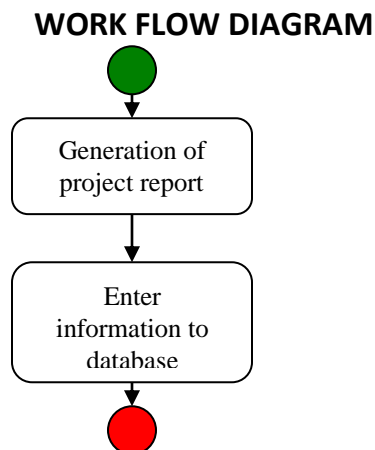 WORK FLOW DIAGRAM
Generation of
project report
Enter
information to
database